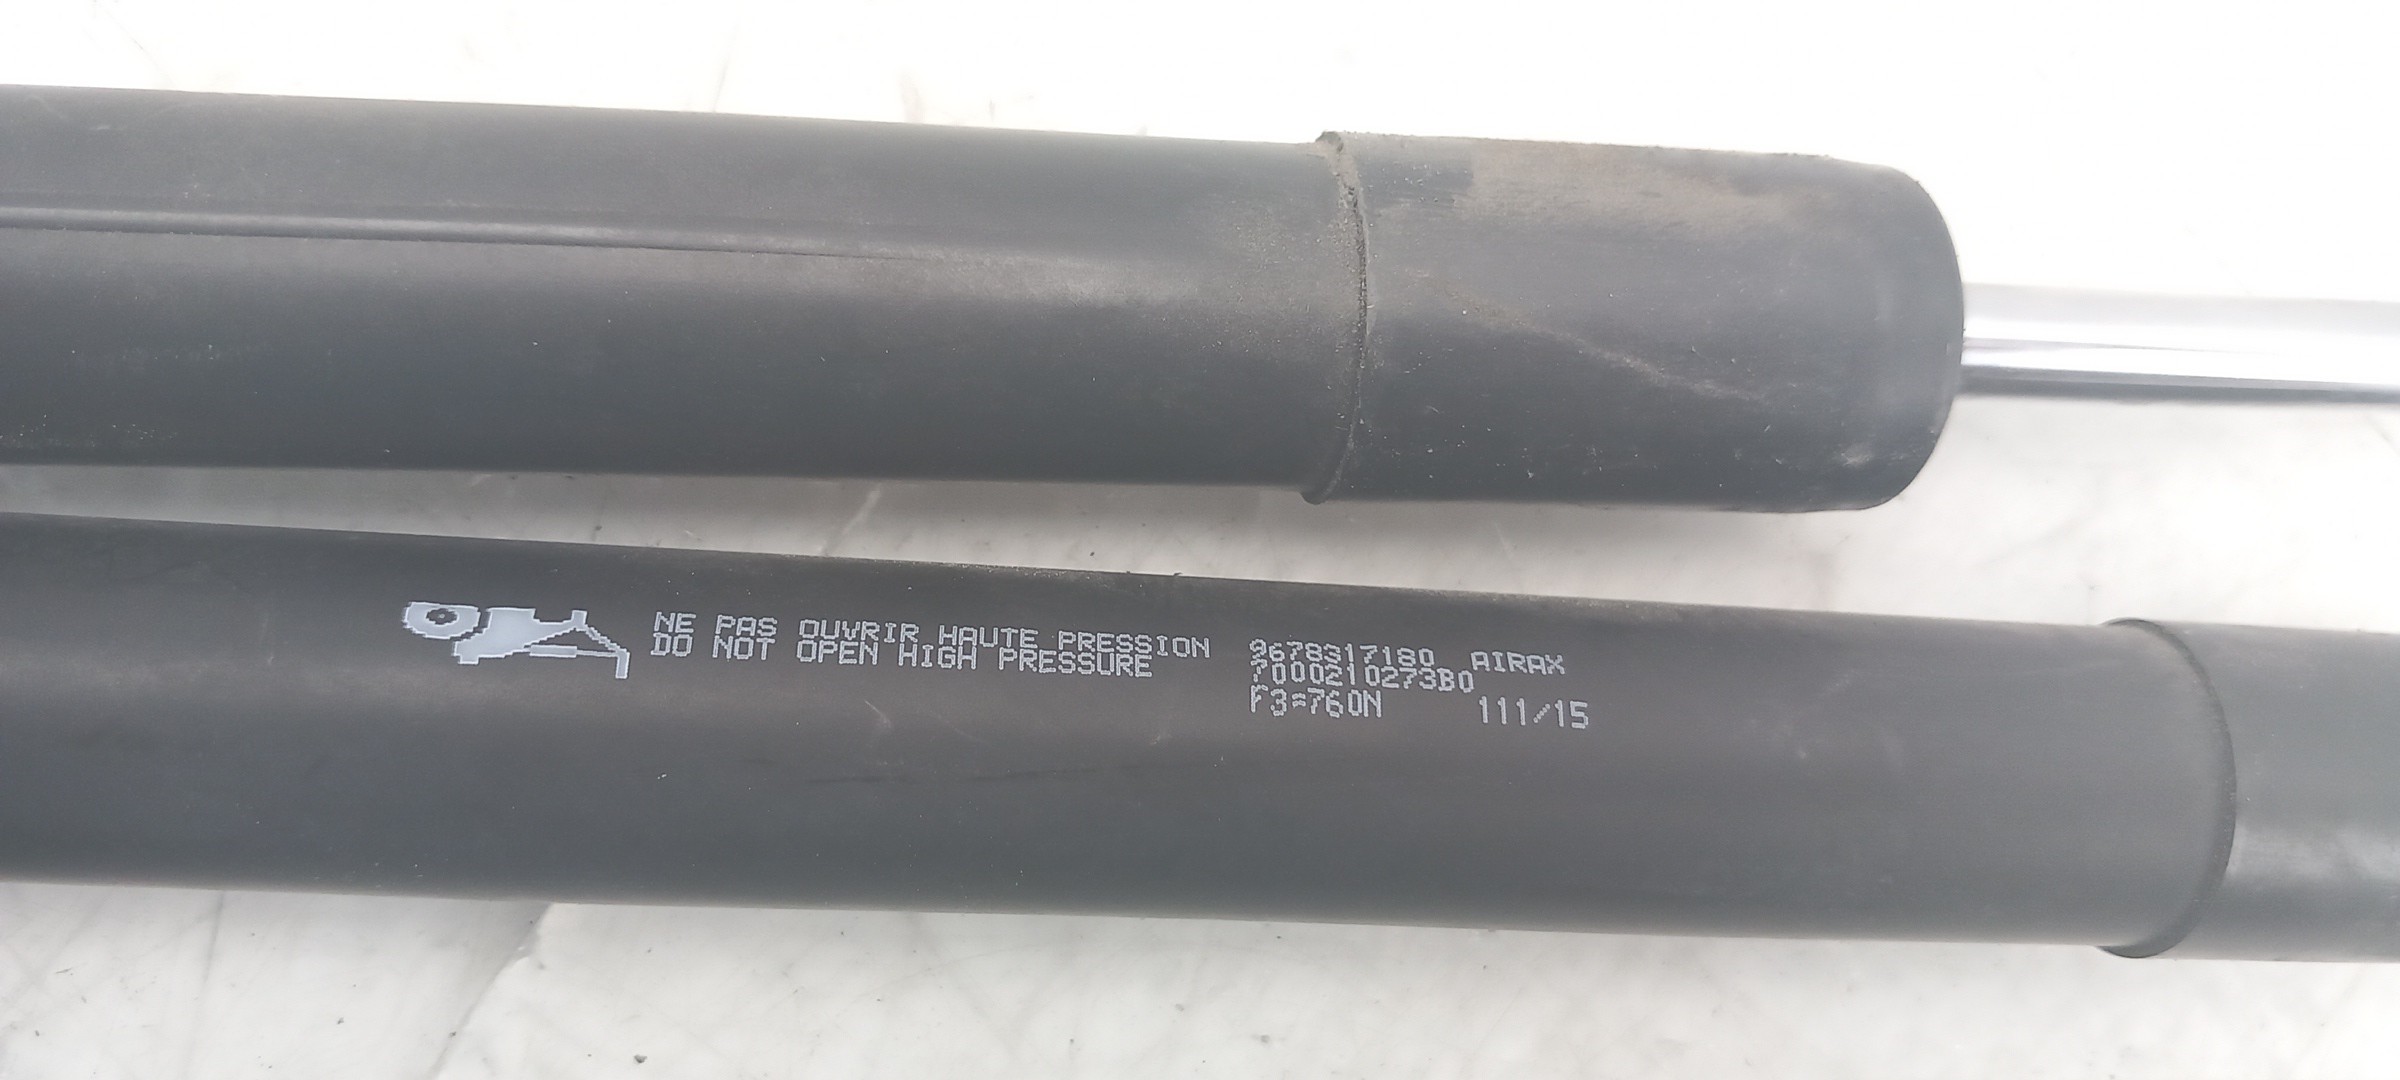 NE PAS OUVRIR HAUTE PRESSION
DO NOT OPEN HIGH PRESSURE
9678317180 AIRAX
7000210273B0
F3=760N 111/15